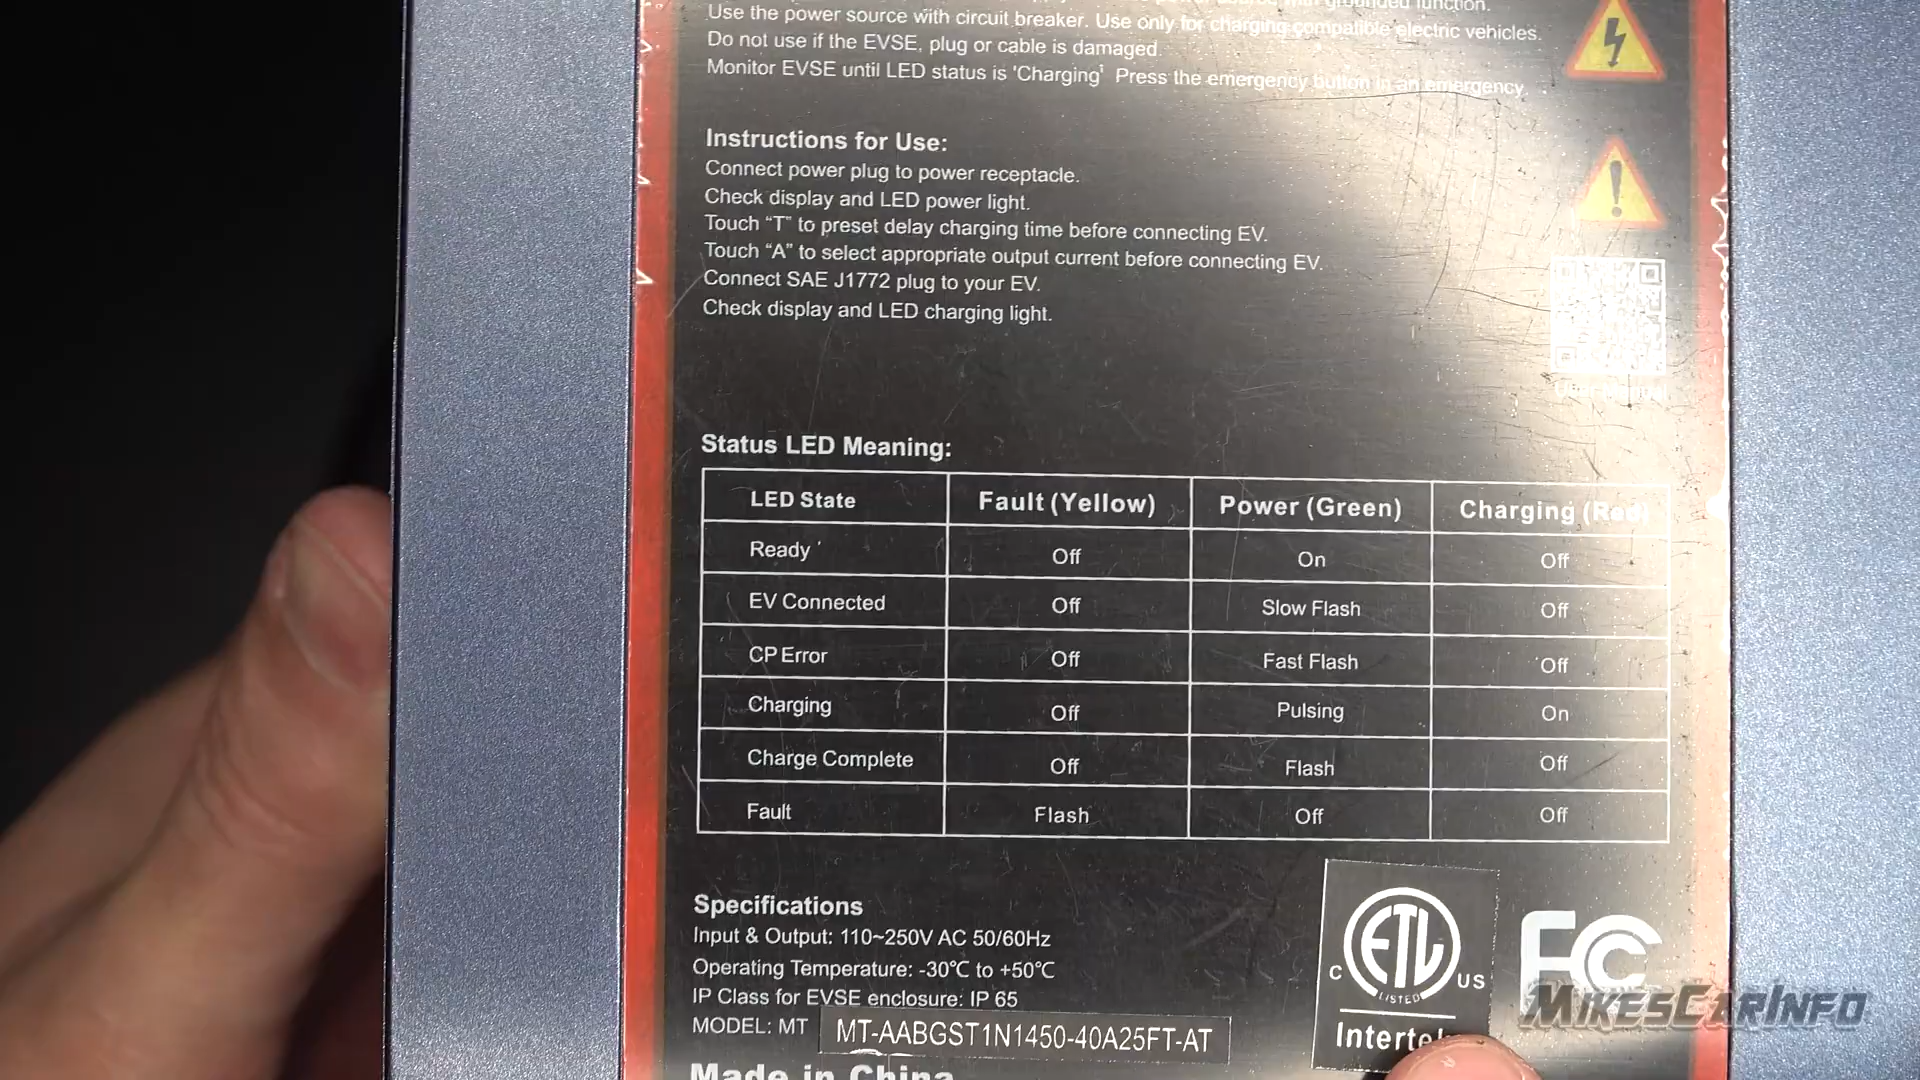 Use the power source with circuit breaker. Use only for charging compatible electric vehicles.
Do not use if the EVSE, plug or cable is damaged.
Monitor EVSE until LED status is 'Charging' Press the emergency button in an emergency.
Instructions for Use:
Connect power plug to power receptacle.
Check display and LED power light.
Touch “T” to preset delay charging time before connecting EV.
Touch “A” to select appropriate output current before connecting EV.
Connect SAE J1772 plug to your EV.
Check display and LED charging light.
Status LED Meaning:
LED State Fault (Yellow) Power (Green) Charging (Red)
Ready Off On Off
EV Connected Off Slow Flash Off
CP Error Off Fast Flash Off
Charging Off Pulsing On
Charge Complete Off Flash Off
Fault Flash Off Off
Specifications
Input & Output: 110~250V AC 50/60Hz
Operating Temperature: -30℃ to +50℃
IP Class for EVSE enclosure: IP 65
MODEL: MT MT-AABGST1N1450-40A25FT-AT
Made in China
C ETL US
LISTED
FC
MIKESCARINFO